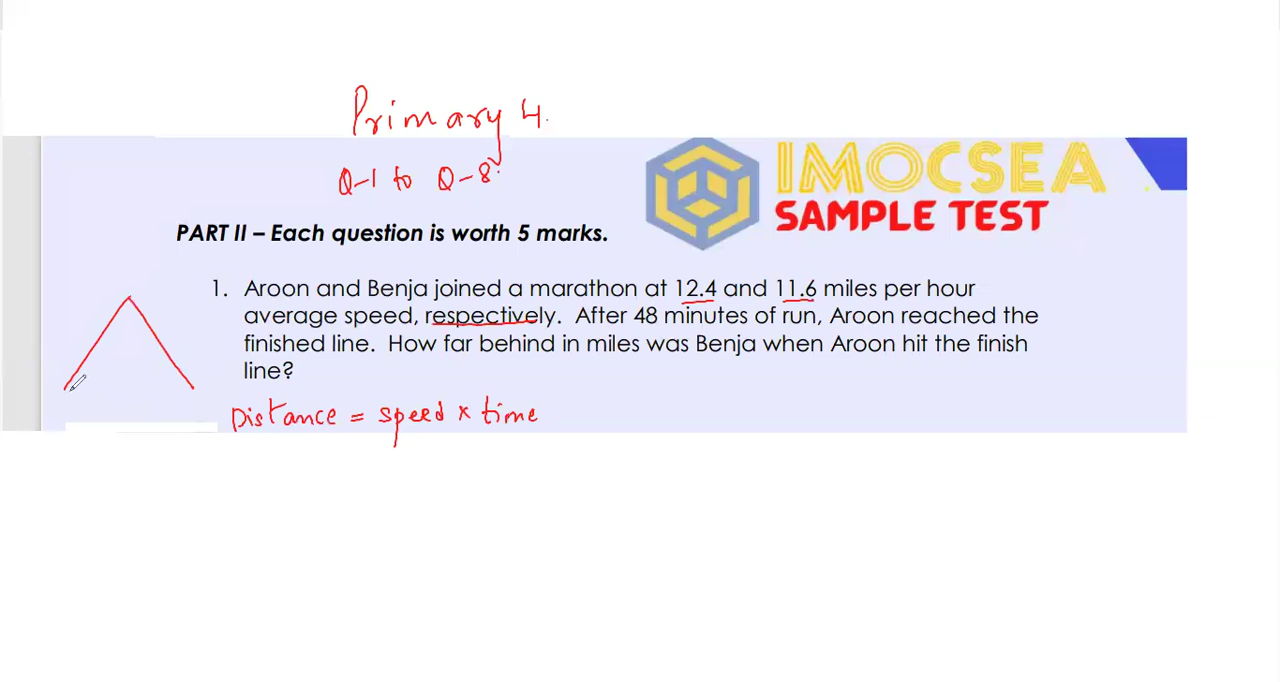 Primary 4.
Q-1 to Q-8.
IMOCSEA
SAMPLE TEST
PART II – Each question is worth 5 marks.
1. Aroon and Benja joined a marathon at 12.4 and 11.6 miles per hour
average speed, respectively. After 48 minutes of run, Aroon reached the
finished line. How far behind in miles was Benja when Aroon hit the finish
line?
Distance = speed x time